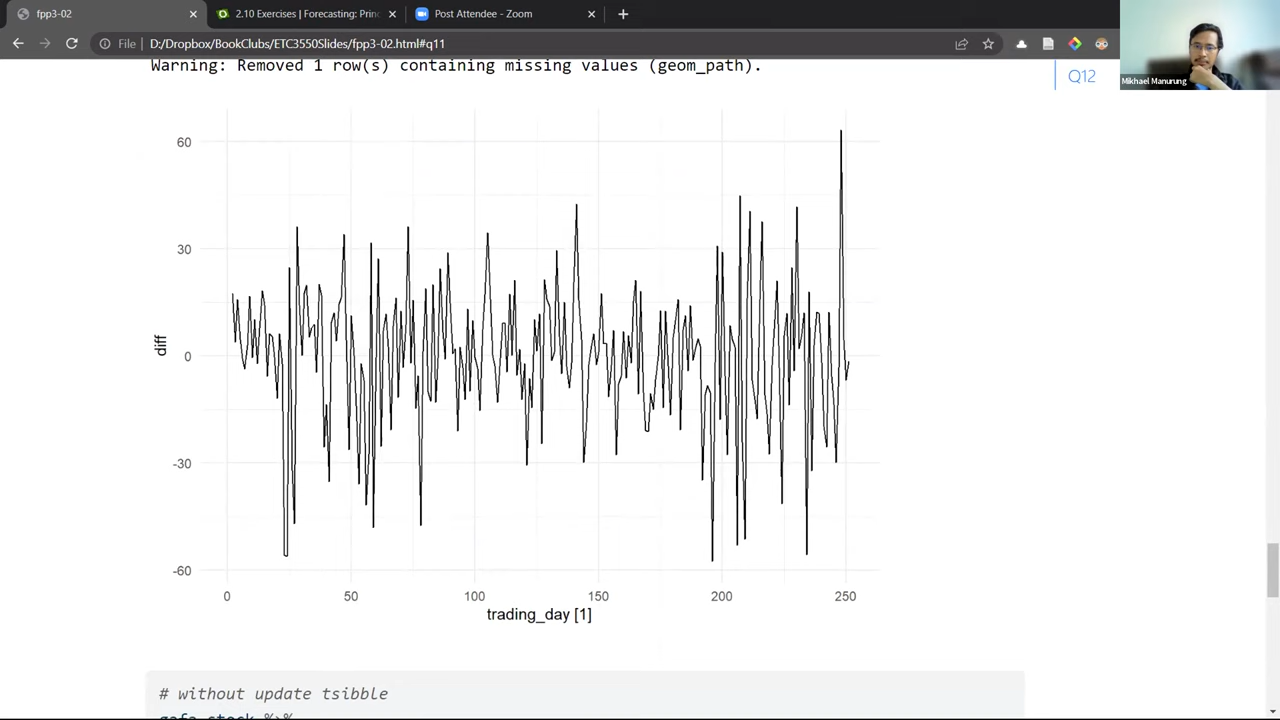 fpp3-02
2.10 Exercises | Forecasting: Princ
Post Attendee - Zoom
File
D:/Dropbox/BookClubs/ETC3550Slides/fpp3-02.html#q11
Mikhael Manurung
Warning: Removed 1 row(s) containing missing values (geom_path).
Q12
60
30
0
-30
-60
diff
0 50 100 150 200 250
trading_day [1]
# without update tsibble
gafa_stock %>%